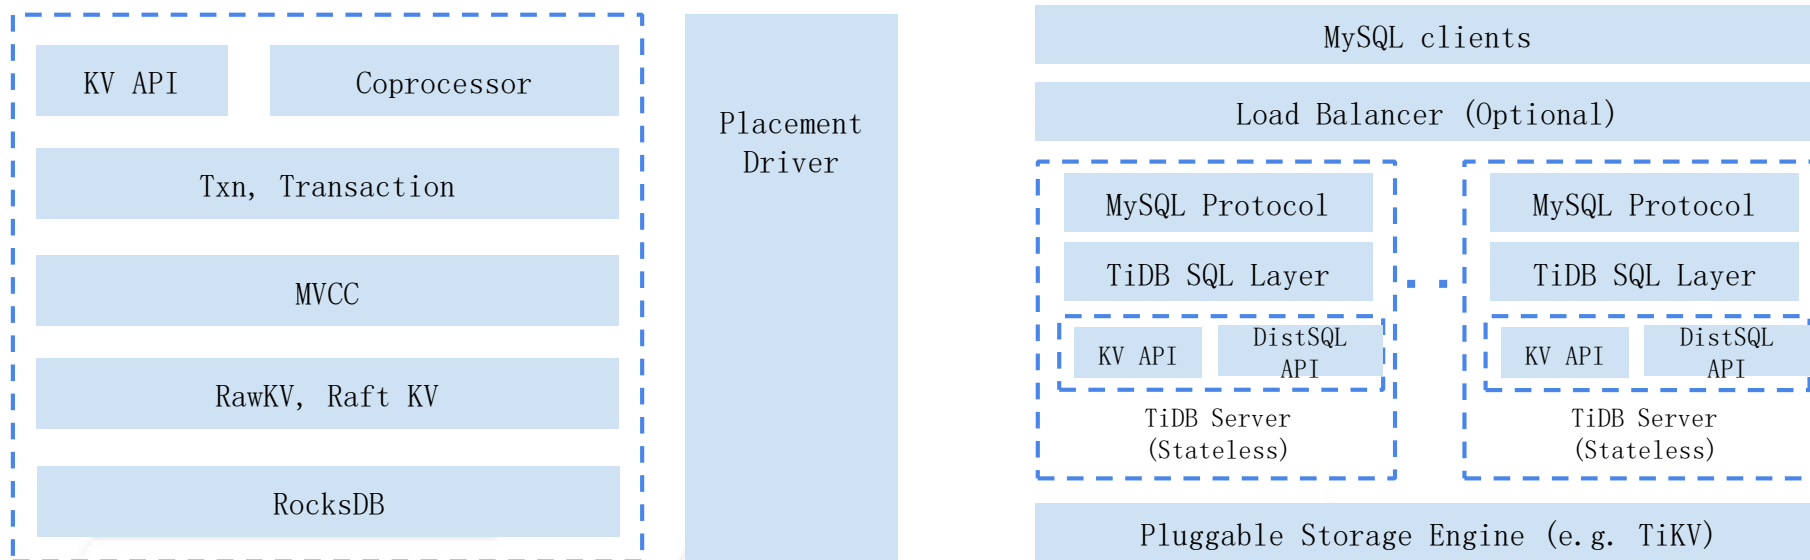 KV API
Coprocessor
Txn, Transaction
MVCC
RawKV, Raft KV
RocksDB
Placement
Driver
MySQL clients
Load Balancer (Optional)
MySQL Protocol
TiDB SQL Layer
KV API
DistSQL
API
TiDB Server
(Stateless)
MySQL Protocol
TiDB SQL Layer
KV API
DistSQL
API
TiDB Server
(Stateless)
Pluggable Storage Engine (e.g. TiKV)